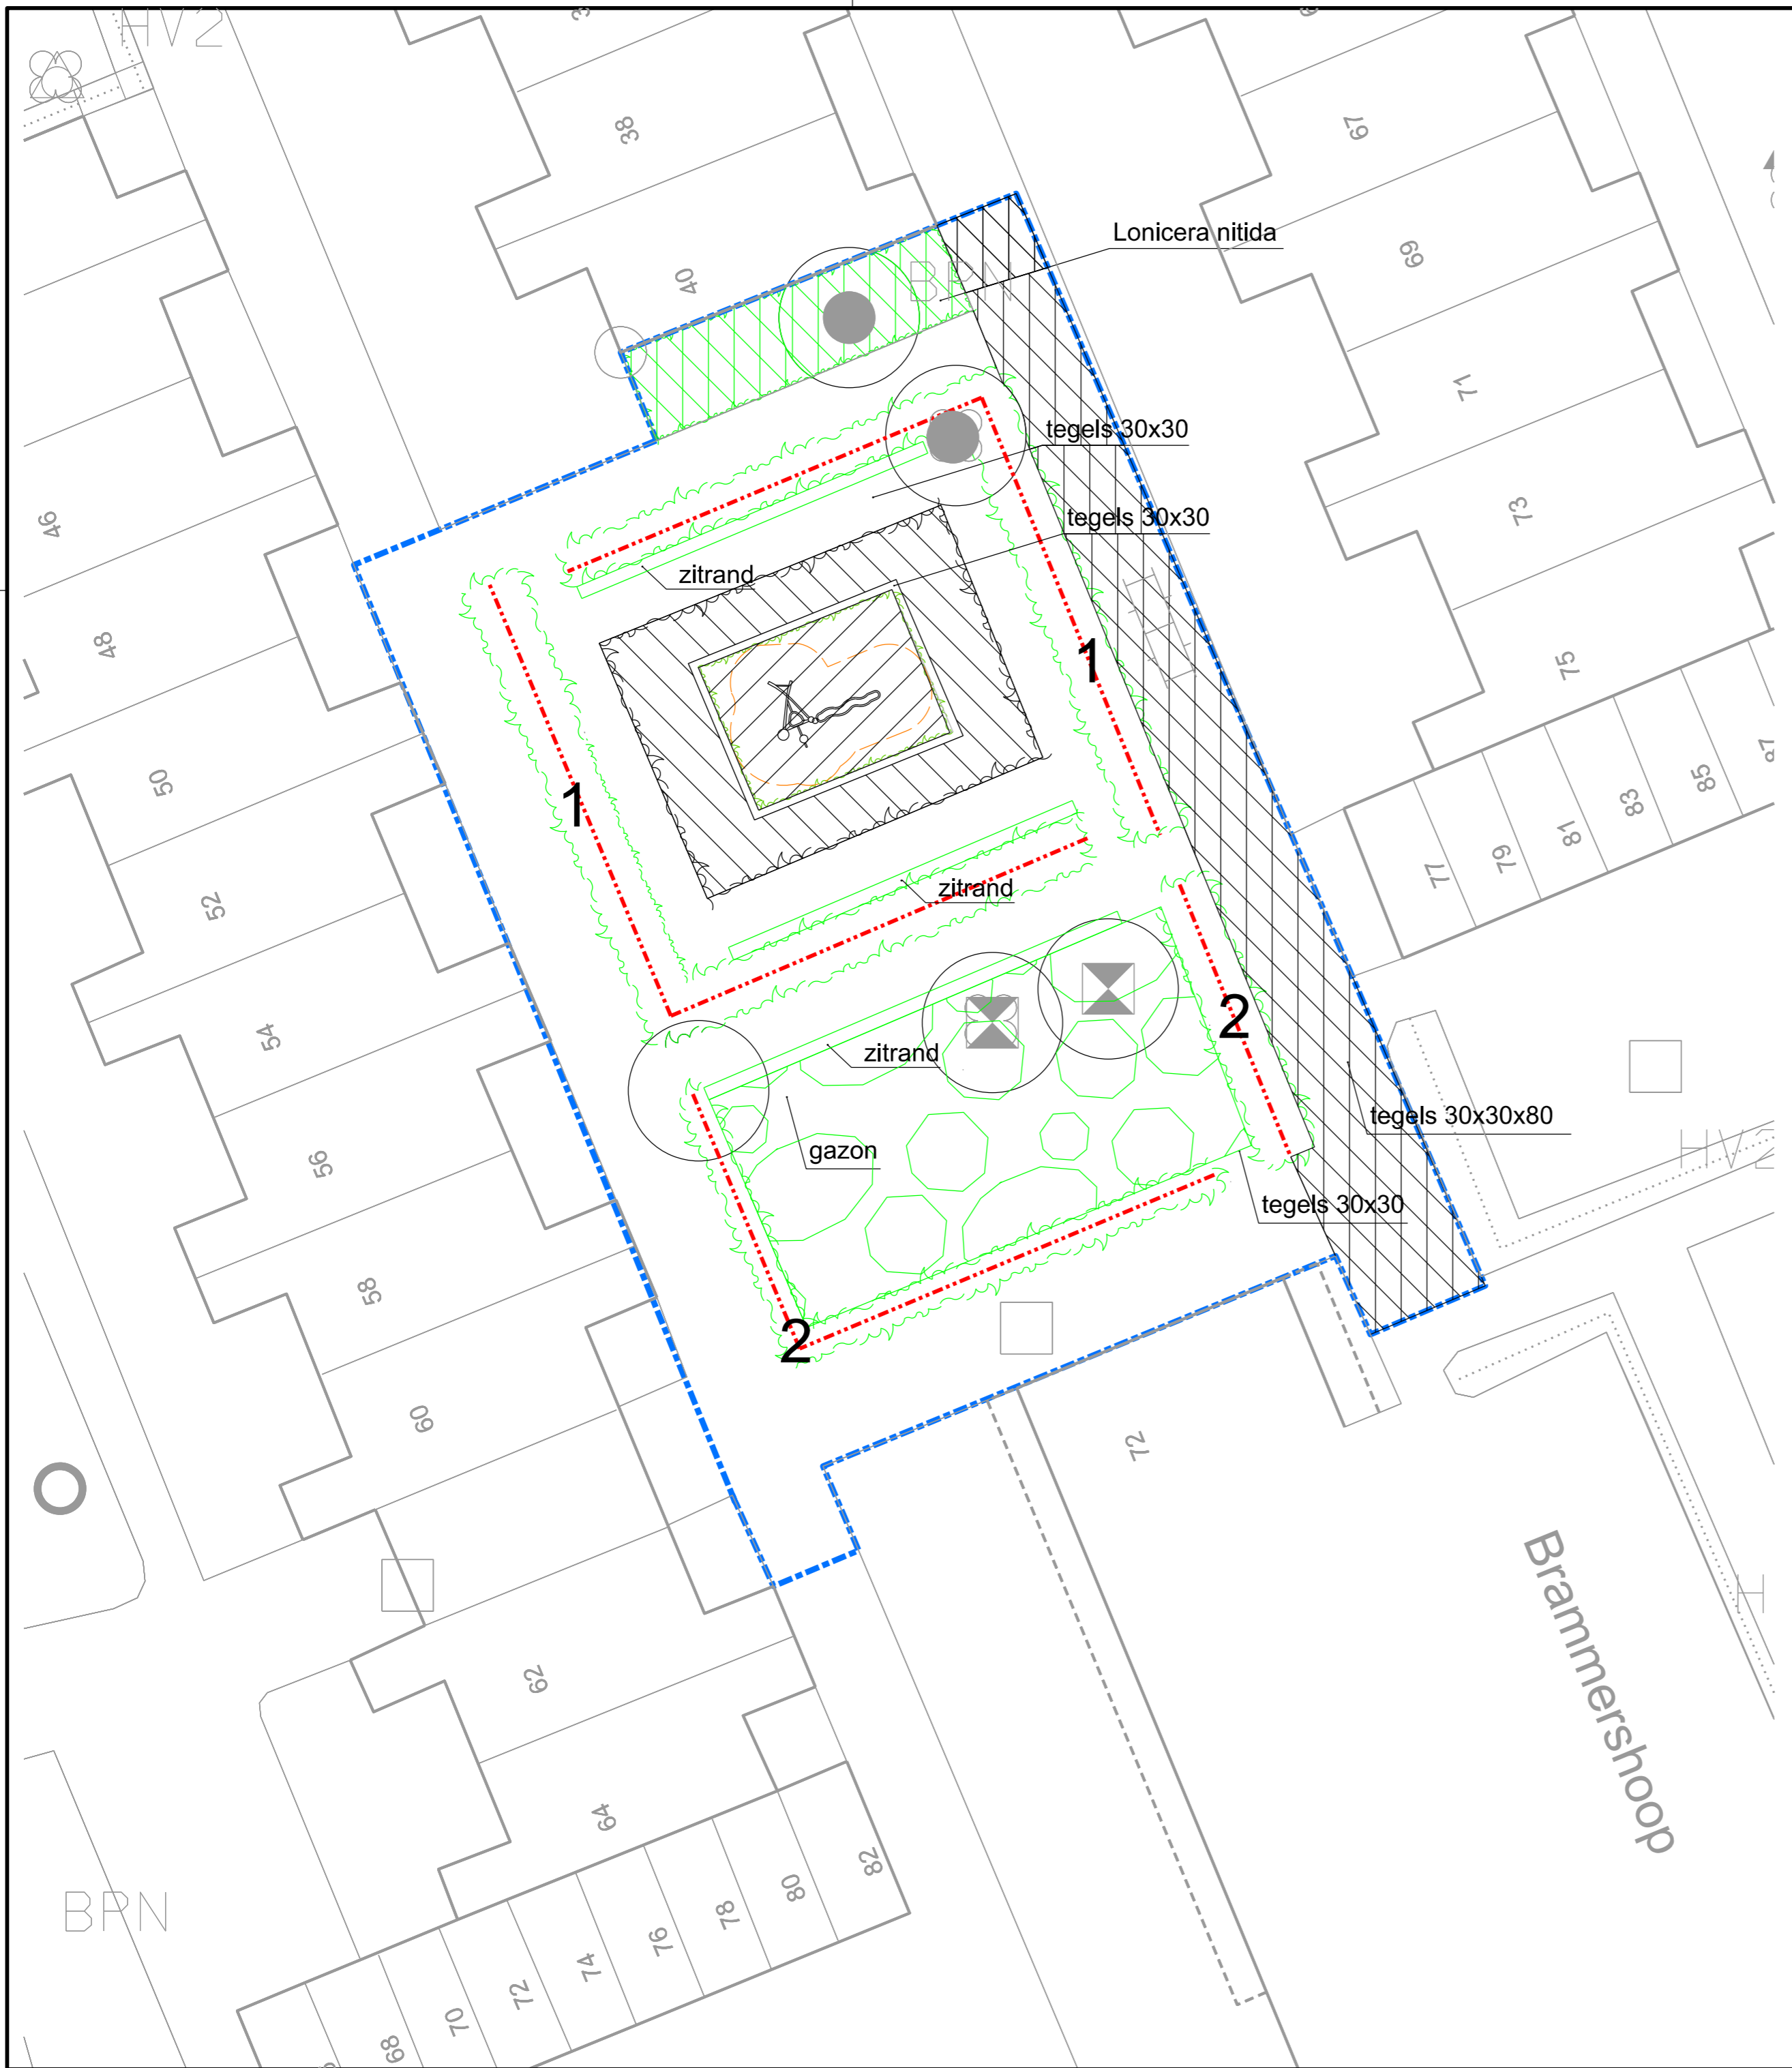 HV2
38
67
Lonicera nitida
69
40
BPN
71
tegels 30x30
73
46
tegels 30x30
zitrand
48
1
75
50
1
85
83
81
79
77
52
zitrand
54
2
zitrand
tegels 30x30x80
gazon
56
tegels 30x30
58
2
60
72
Brammershoop
62
64
82
80
78
76
74
72
70
68
BPN